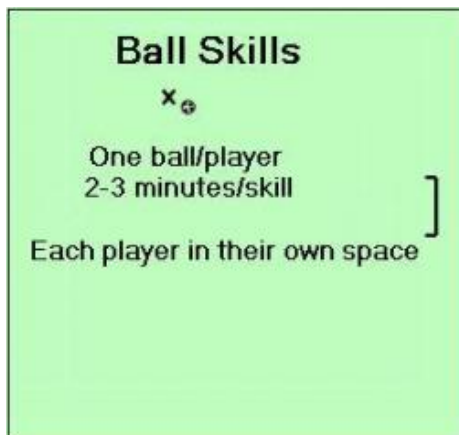 Ball Skills
x
One ball/player
2-3 minutes/skill
Each player in their own space